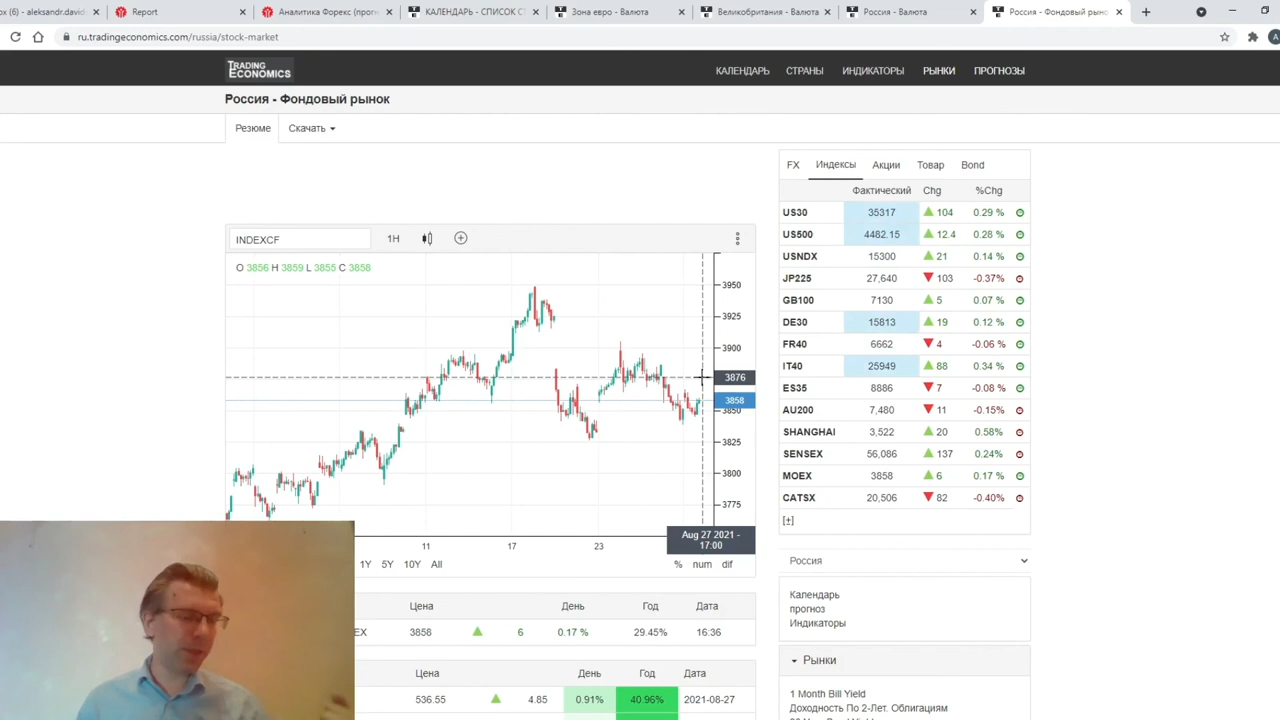 ox (6) - aleksandr.david
Report
Аналитика Форекс (прогн
КАЛЕНДАРЬ - СПИСОК СТ
Зона евро - Валюта
Великобритания - Валюта
Россия - Валюта
Россия - Фондовый рыно
ru.tradingeconomics.com/russia/stock-market
A
TRADING
ECONOMICS
КАЛЕНДАРЬ
СТРАНЫ
ИНДИКАТОРЫ
РЫНКИ
ПРОГНОЗЫ
Россия - Фондовый рынок
Резюме
Скачать
INDEXCF
1H
O 3856 H 3859 L 3855 C 3858
3950
3925
3900
3876
3858
3850
3825
3800
3775
Aug 27 2021 -
17:00
11
17
23
1Y 5Y 10Y All
% num dif
Цена День Год Дата
EX 3858 6 0.17 % 29.45% 16:36
Цена День Год Дата
536.55 4.85 0.91% 40.96% 2021-08-27
FX Индексы Акции Товар Bond
Фактический Chg %Chg
US30 35317 104 0.29 %
US500 4482.15 12.4 0.28 %
USNDX 15300 21 0.14 %
JP225 27,640 103 -0.37%
GB100 7130 5 0.07 %
DE30 15813 19 0.12 %
FR40 6662 4 -0.06 %
IT40 25949 88 0.34 %
ES35 8886 7 -0.08 %
AU200 7,480 11 -0.15%
SHANGHAI 3,522 20 0.58%
SENSEX 56,086 137 0.24%
MOEX 3858 6 0.17 %
CATSX 20,506 82 -0.40%
[+]
Россия
Календарь
прогноз
Индикаторы
Рынки
1 Month Bill Yield
Доходность По 2-Лет. Облигациям